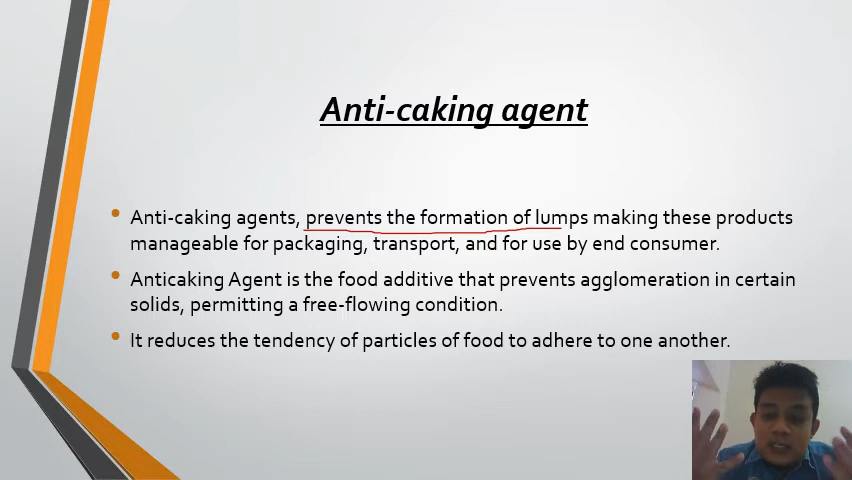 Anti-caking agent
Anti-caking agents, prevents the formation of lumps making these products
manageable for packaging, transport, and for use by end consumer.
Anticaking Agent is the food additive that prevents agglomeration in certain
solids, permitting a free-flowing condition.
It reduces the tendency of particles of food to adhere to one another.